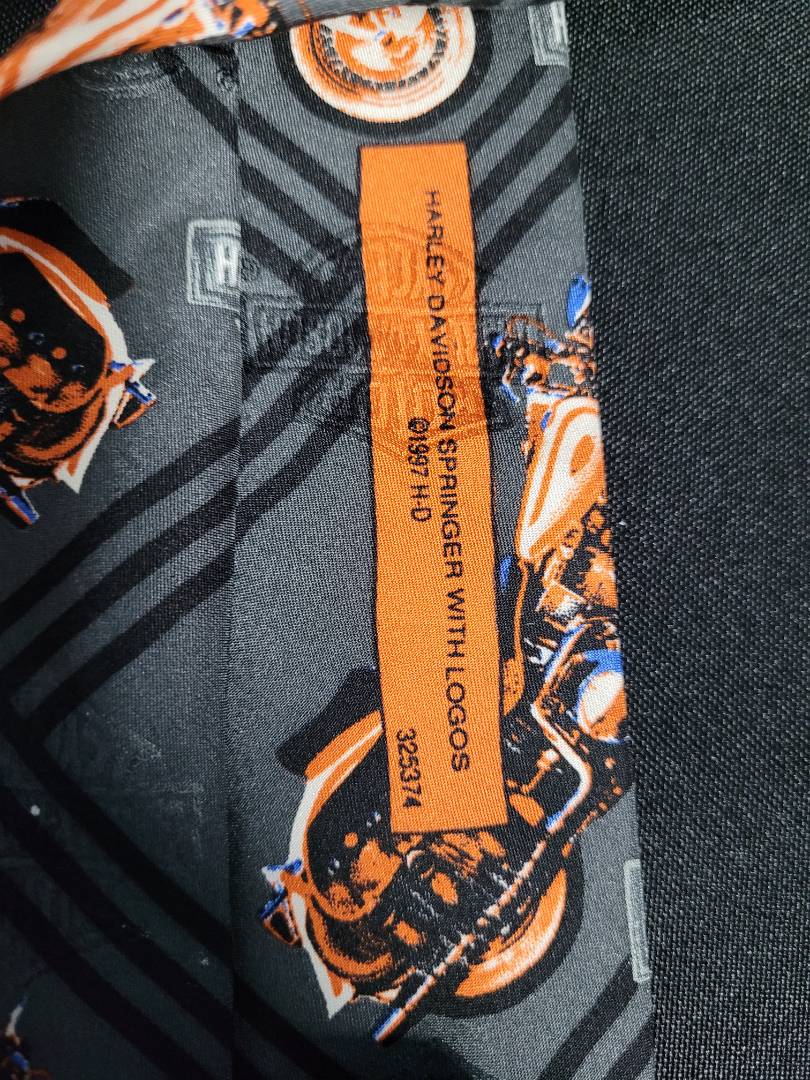 HARLEY DAVIDSON SPRINGER WITH LOGOS
©1997 H-D
325374
H
H